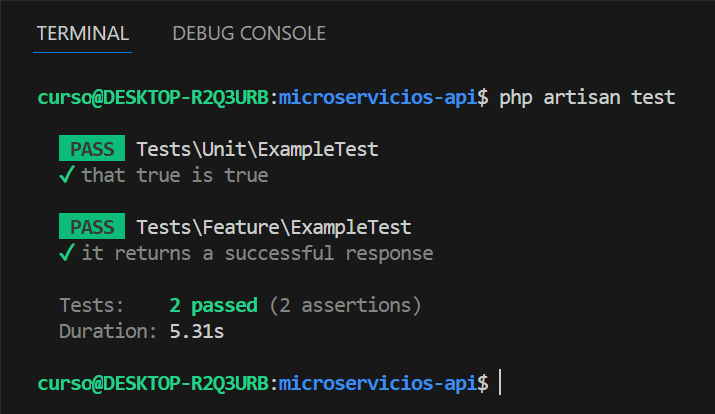 TERMINAL DEBUG CONSOLE
curso@DESKTOP-R2Q3URB:microservicios-api$ php artisan test
PASS Tests\Unit\ExampleTest
✓ that true is true
PASS Tests\Feature\ExampleTest
✓ it returns a successful response
Tests: 2 passed (2 assertions)
Duration: 5.31s
curso@DESKTOP-R2Q3URB:microservicios-api$